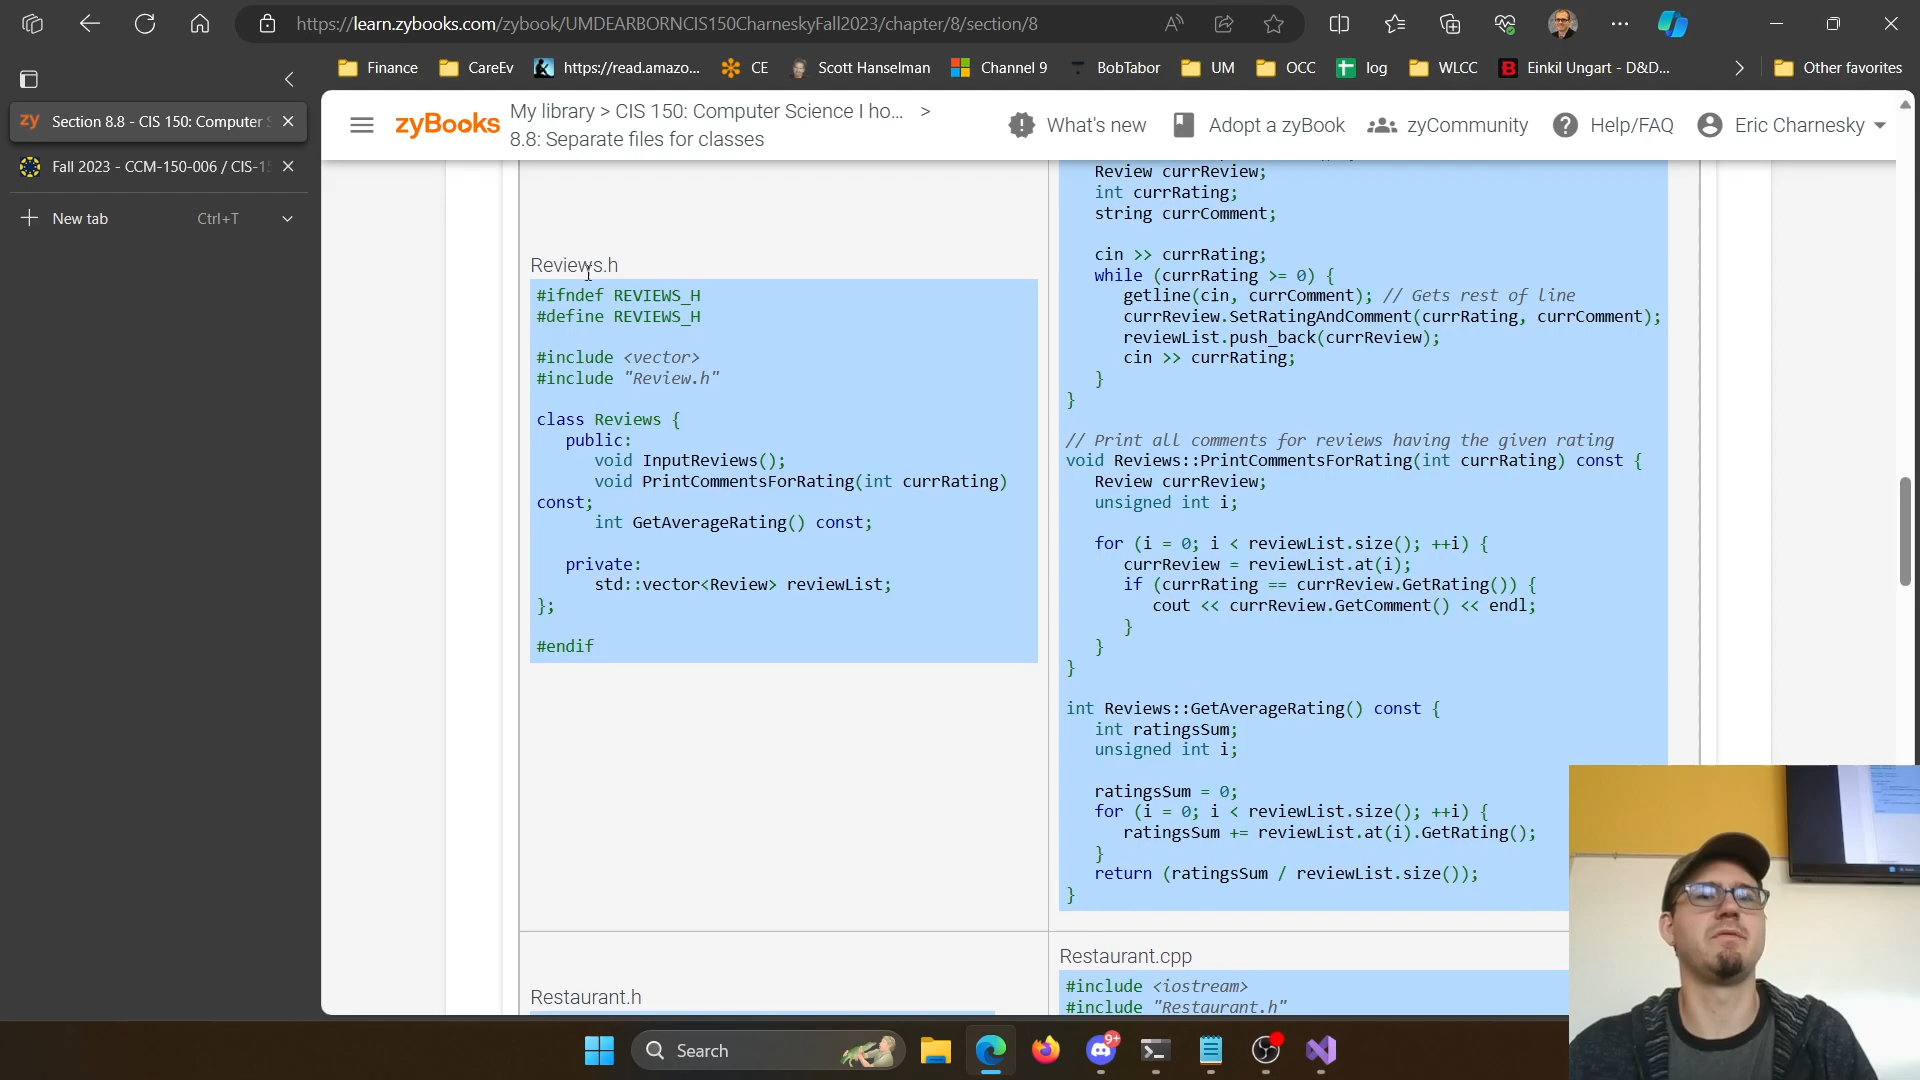 https://learn.zybooks.com/zybook/UMDEARBORNCIS150CharneskyFall2023/chapter/8/section/8
Finance
CareEv
https://read.amazo...
CE
Scott Hanselman
Channel 9
BobTabor
UM
OCC
log
WLCC
Einkil Ungart - D&D...
Other favorites
Section 8.8 - CIS 150: Computer S
Fall 2023 - CCM-150-006 / CIS-1
New tab
Ctrl+T
zyBooks
My library > CIS 150: Computer Science I ho... >
8.8: Separate files for classes
What's new
Adopt a zyBook
zyCommunity
Help/FAQ
Eric Charnesky
Reviews.h
#ifndef REVIEWS_H
#define REVIEWS_H
#include <vector>
#include "Review.h"
class Reviews {
public:
void InputReviews();
void PrintCommentsForRating(int currRating)
const;
int GetAverageRating() const;
private:
std::vector<Review> reviewList;
};
#endif
Review currReview;
int currRating;
string currComment;
cin >> currRating;
while (currRating >= 0) {
getline(cin, currComment); // Gets rest of line
currReview.SetRatingAndComment(currRating, currComment);
reviewList.push_back(currReview);
cin >> currRating;
}
}
// Print all comments for reviews having the given rating
void Reviews::PrintCommentsForRating(int currRating) const {
Review currReview;
unsigned int i;
for (i = 0; i < reviewList.size(); ++i) {
currReview = reviewList.at(i);
if (currRating == currReview.GetRating()) {
cout << currReview.GetComment() << endl;
}
}
}
int Reviews::GetAverageRating() const {
int ratingsSum;
unsigned int i;
ratingsSum = 0;
for (i = 0; i < reviewList.size(); ++i) {
ratingsSum += reviewList.at(i).GetRating();
}
return (ratingsSum / reviewList.size());
}
Restaurant.h
Restaurant.cpp
#include <iostream>
#include "Restaurant.h"
Search
9+